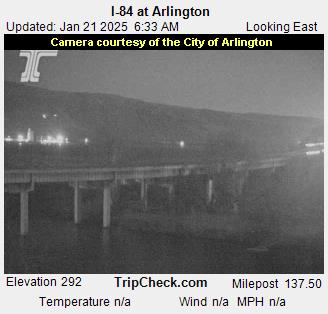 I-84 at Arlington
Updated: Jan 21 2025 6:33 AM Looking East
Camera courtesy of the City of Arlington
Elevation 292 TripCheck.com Milepost 137.50
Temperature n/a Wind n/a MPH n/a